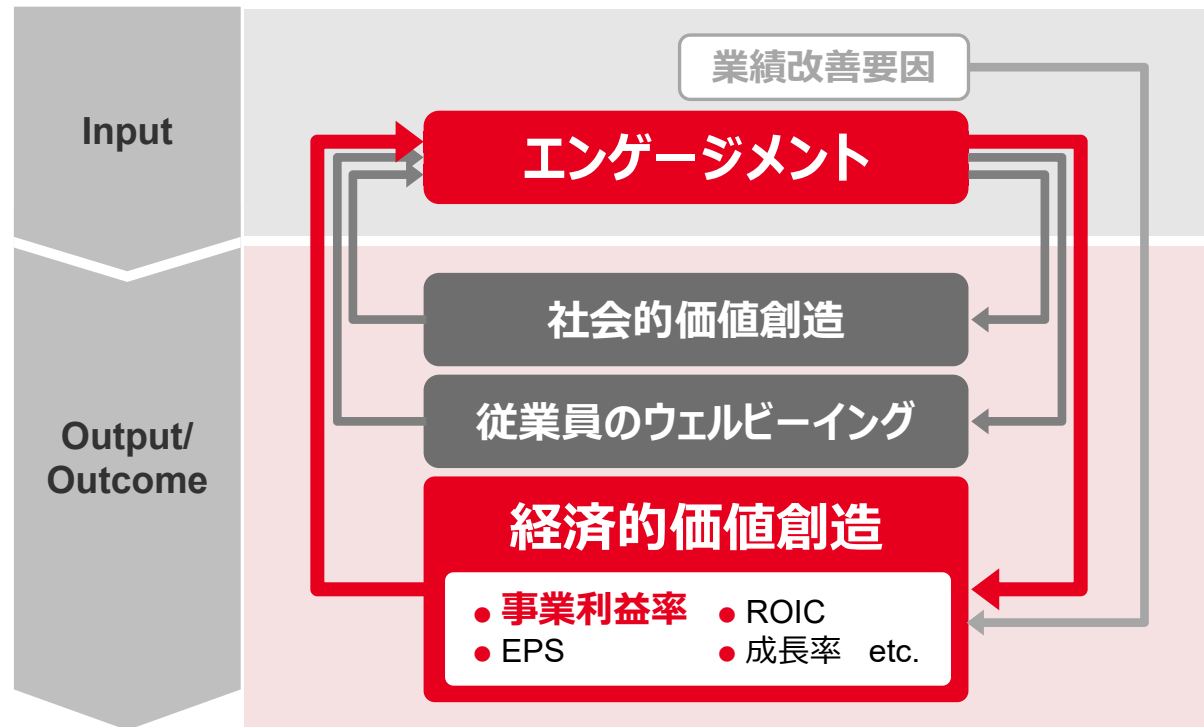 業績改善要因
Input
エンゲージメント
社会的価値創造
従業員のウェルビーイング
Output/
Outcome
経済的価値創造
● 事業利益率 ● ROIC
● EPS ● 成長率 etc.